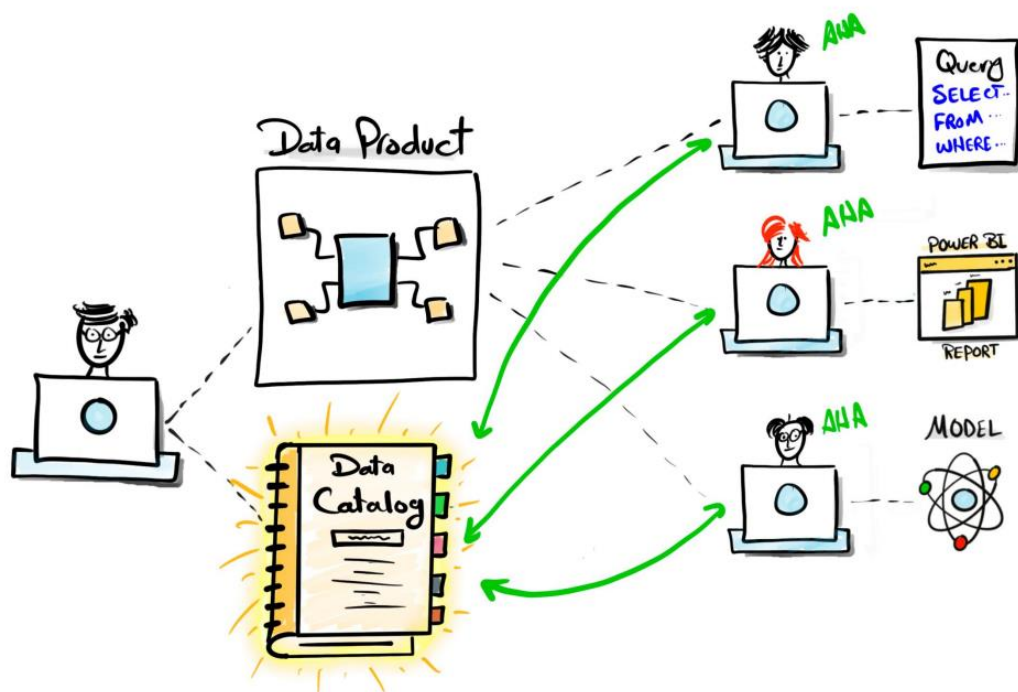 Data Product
Data
Catalog
AHA
Query
SELECT..
FROM ...
WHERE...
AHA
POWER BI
REPORT
AHA
MODEL